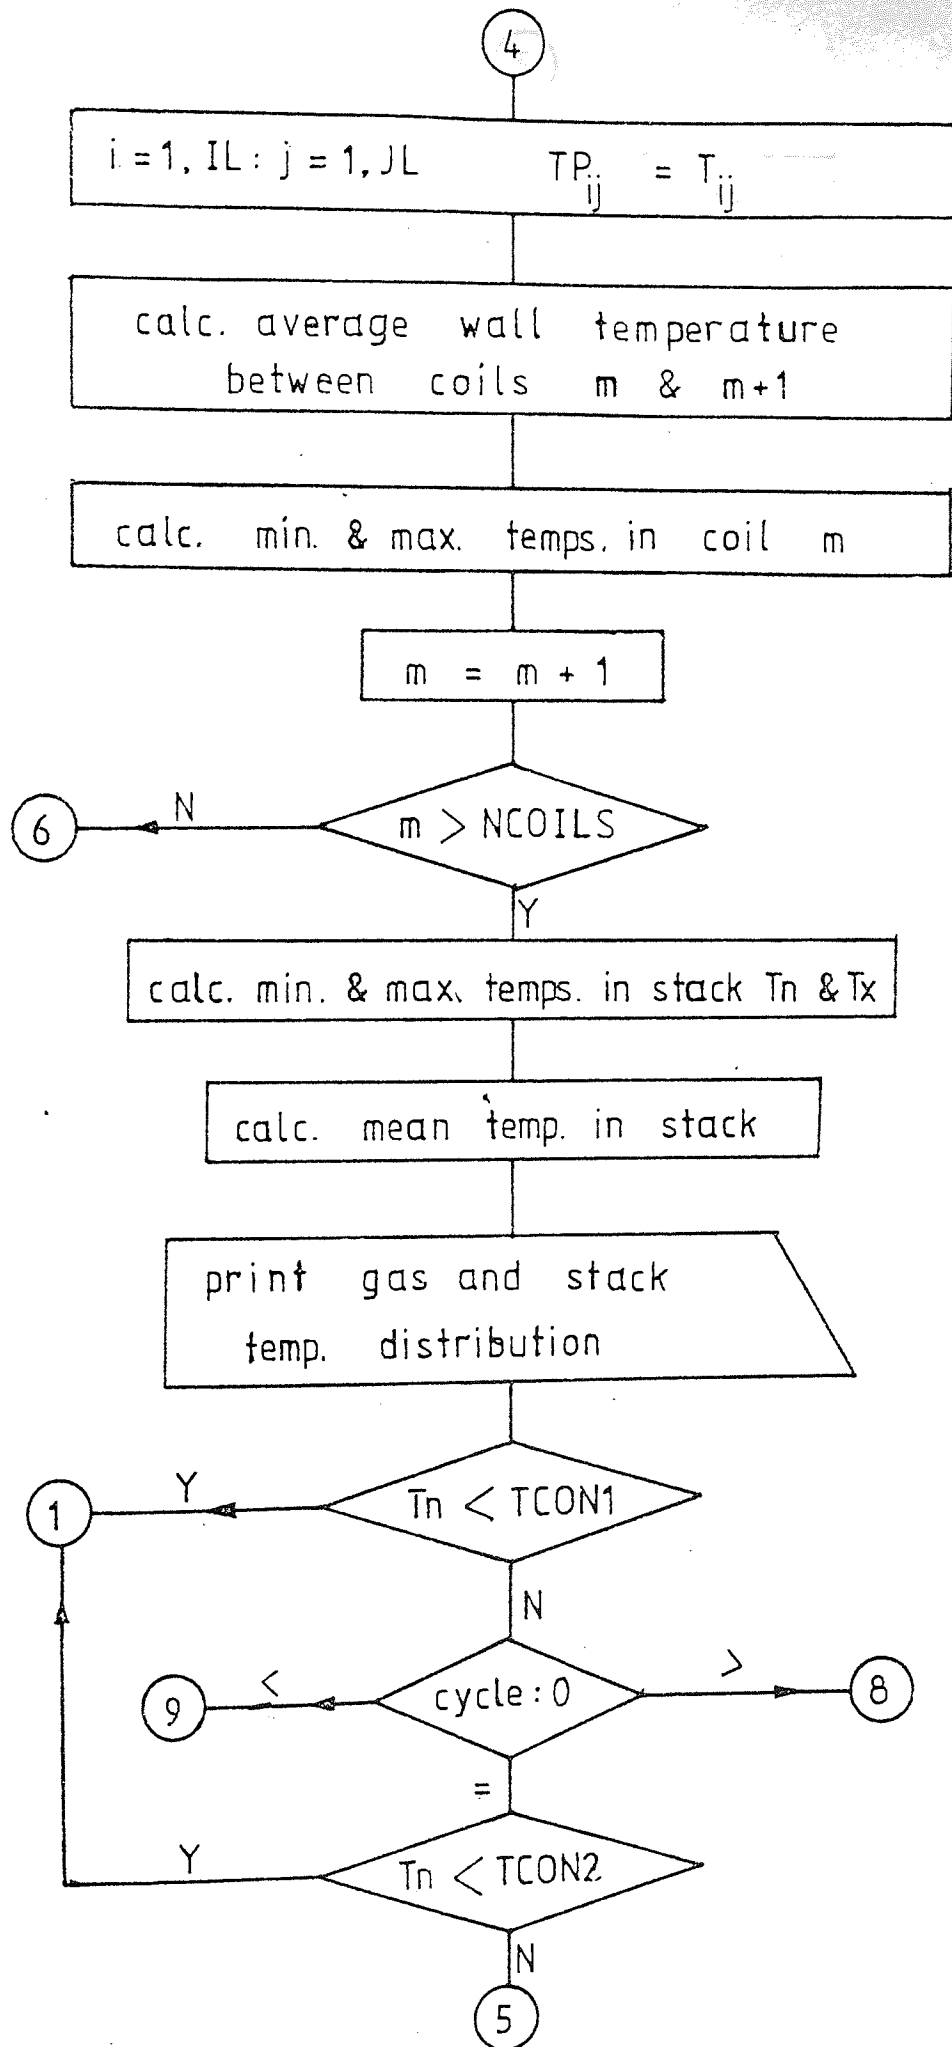 4
i = 1, IL : j = 1, JL TPij = Tij
calc. average wall temperature
between coils m & m+1
calc. min. & max. temps. in coil m
m = m + 1
N
6
m > NCOILS
Y
calc. min. & max. temps. in stack Tn & Tx
calc. mean temp. in stack
print gas and stack
temp. distribution
Y
1
Tn < TCON1
N
<
>
9
cycle : 0
8
=
Y
Tn < TCON2
N
5